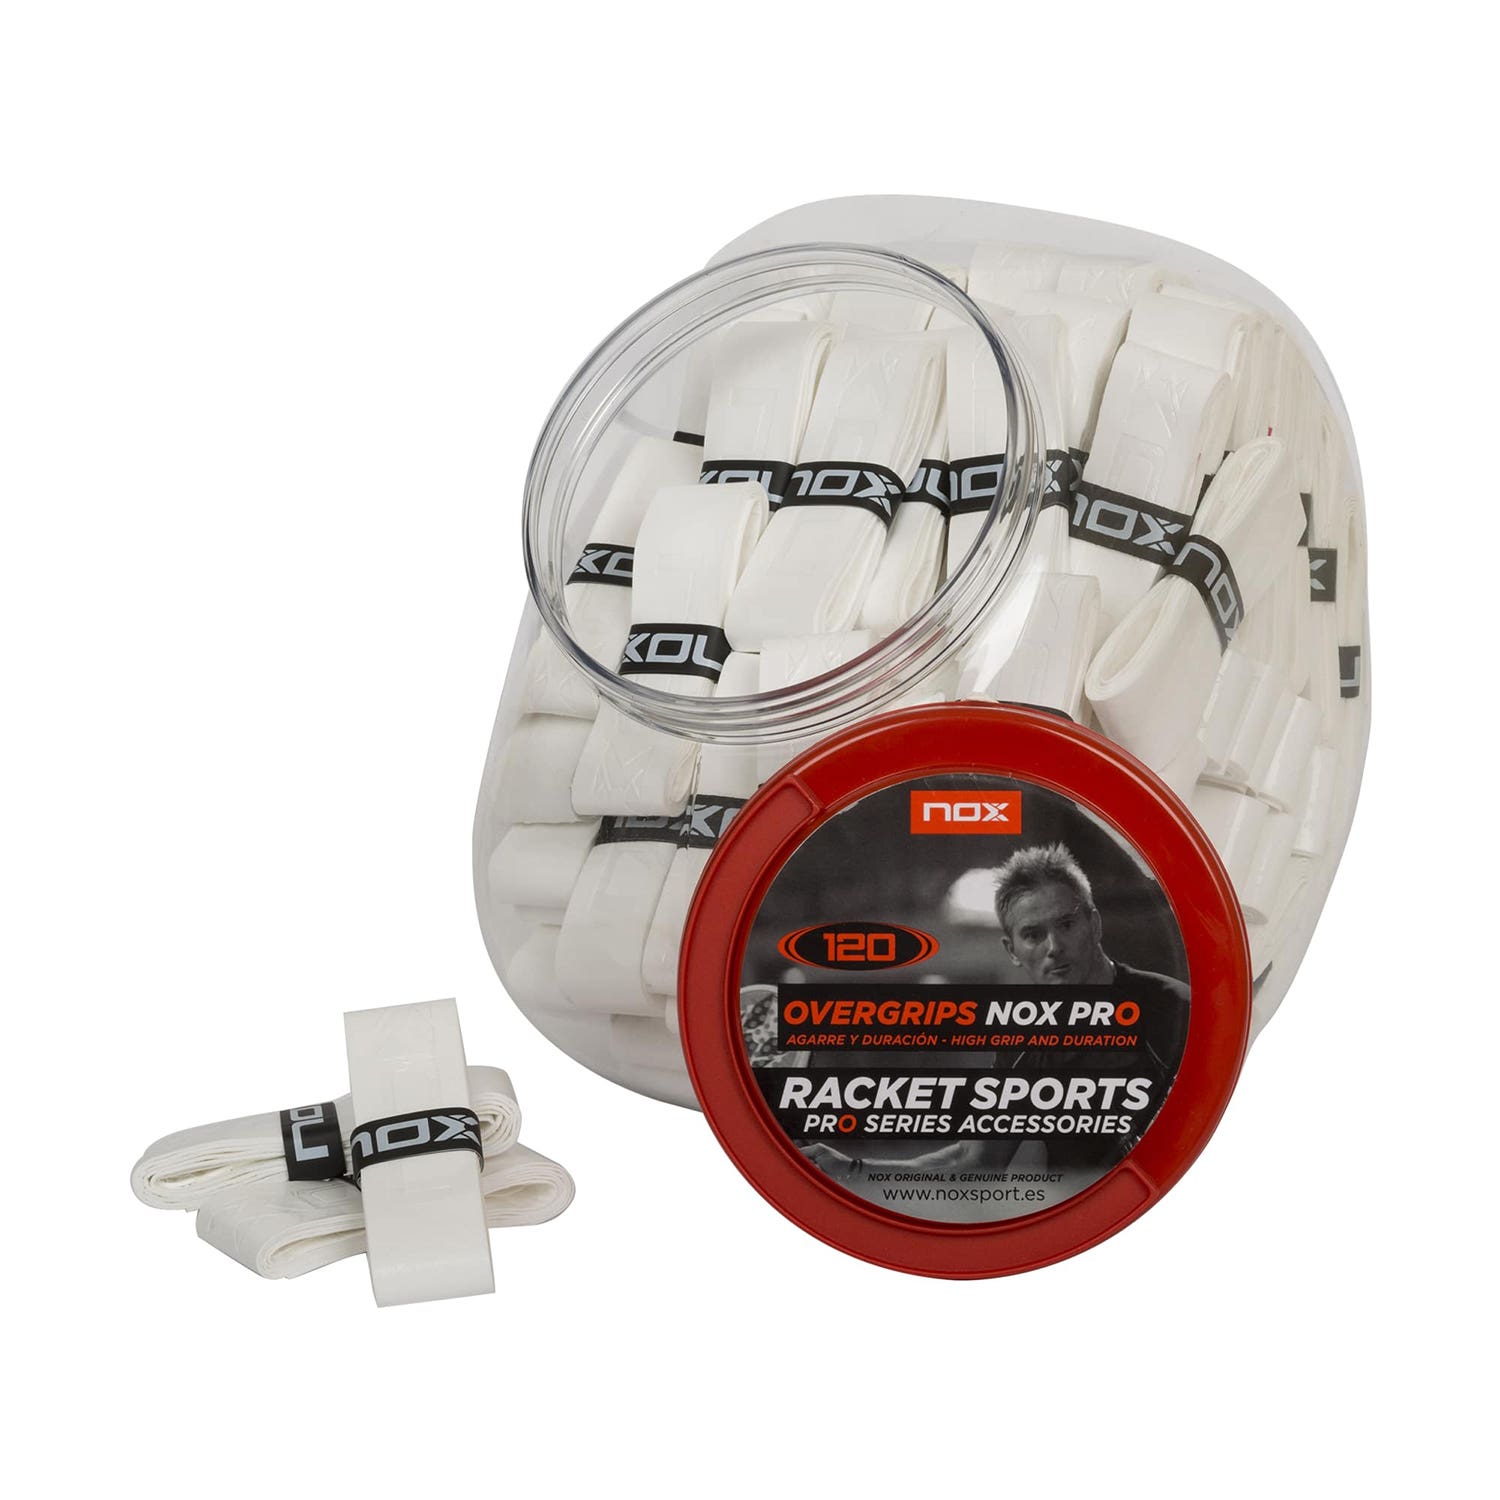 NOX
NOX
NOX
NOX
NOX
NOX
NOX
NOX
NOX
120
OVERGRIPS NOX PRO
AGARRE Y DURACIÓN - HIGH GRIP AND DURATION
RACKET SPORTS
PRO SERIES ACCESSORIES
NOX ORIGINAL & GENUINE PRODUCT
www.noxsport.es
NOX